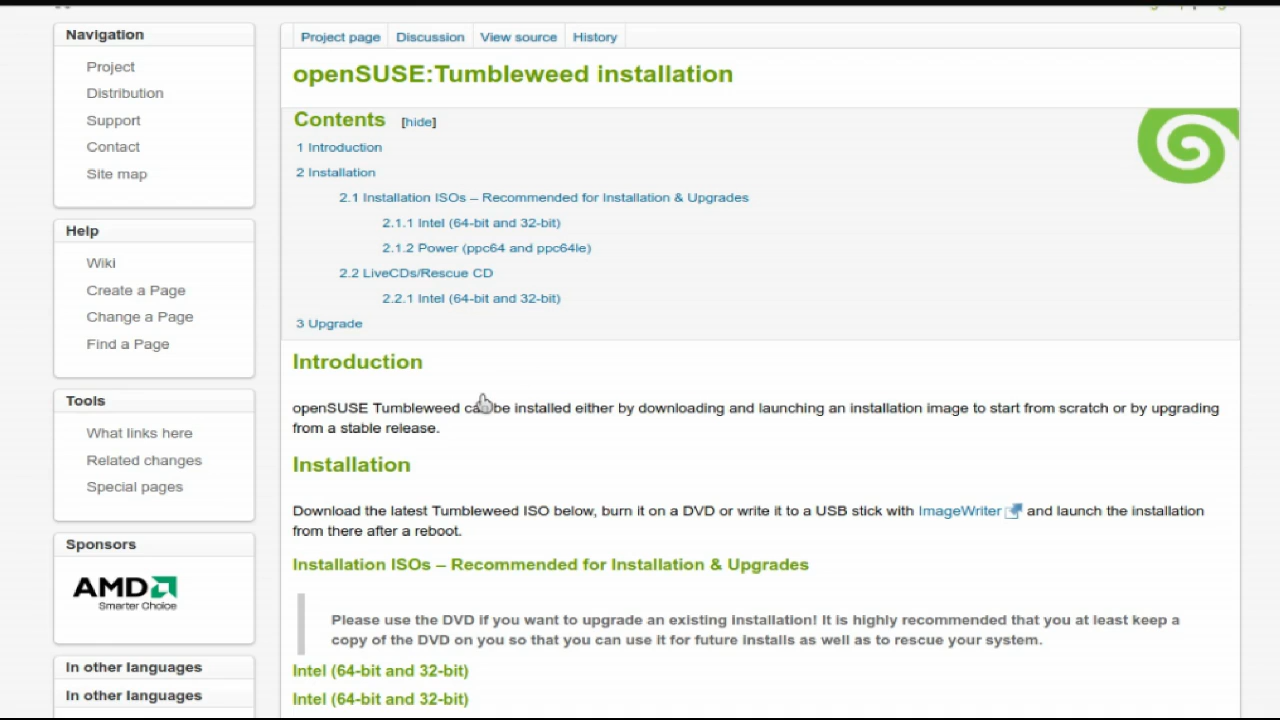 Navigation
Project
Distribution
Support
Contact
Site map
Help
Wiki
Create a Page
Change a Page
Find a Page
Tools
What links here
Related changes
Special pages
Sponsors
AMD
Smarter Choice
In other languages
In other languages
Project page Discussion View source History
openSUSE:Tumbleweed installation
Contents [hide]
1 Introduction
2 Installation
2.1 Installation ISOs – Recommended for Installation & Upgrades
2.1.1 Intel (64-bit and 32-bit)
2.1.2 Power (ppc64 and ppc64le)
2.2 LiveCDs/Rescue CD
2.2.1 Intel (64-bit and 32-bit)
3 Upgrade
Introduction
openSUSE Tumbleweed can be installed either by downloading and launching an installation image to start from scratch or by upgrading
from a stable release.
Installation
Download the latest Tumbleweed ISO below, burn it on a DVD or write it to a USB stick with ImageWriter and launch the installation
from there after a reboot.
Installation ISOs – Recommended for Installation & Upgrades
Please use the DVD if you want to upgrade an existing installation! It is highly recommended that you at least keep a
copy of the DVD on you so that you can use it for future installs as well as to rescue your system.
Intel (64-bit and 32-bit)
Intel (64-bit and 32-bit)